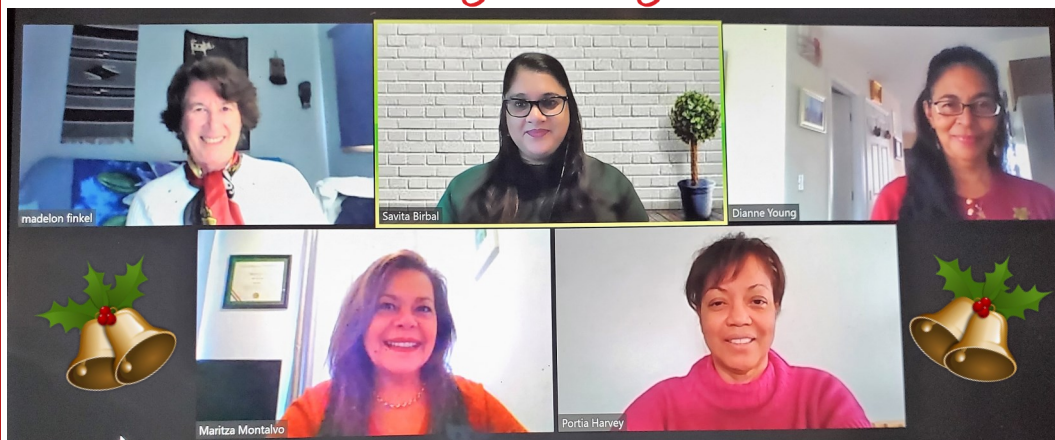 madelon finkel
Savita Birbal
Dianne Young
Maritza Montalvo
Portia Harvey